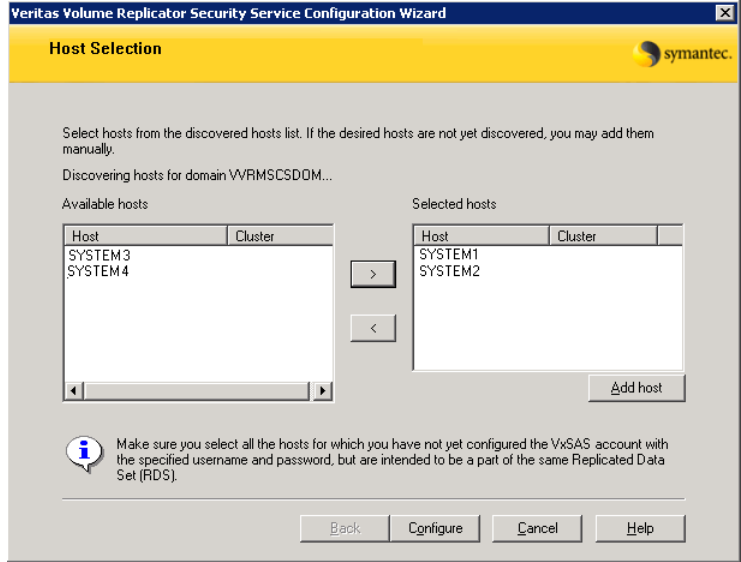 Veritas Volume Replicator Security Service Configuration Wizard
Host Selection
symantec.
Select hosts from the discovered hosts list. If the desired hosts are not yet discovered, you may add them
manually.
Discovering hosts for domain VVRMSCSDOM...
Available hosts
Selected hosts
Host Cluster
SYSTEM3
SYSTEM4
>
<
Host Cluster
SYSTEM1
SYSTEM2
Add host
Make sure you select all the hosts for which you have not yet configured the VxSAS account with
the specified username and password, but are intended to be a part of the same Replicated Data
Set (RDS).
Back Configure Cancel Help